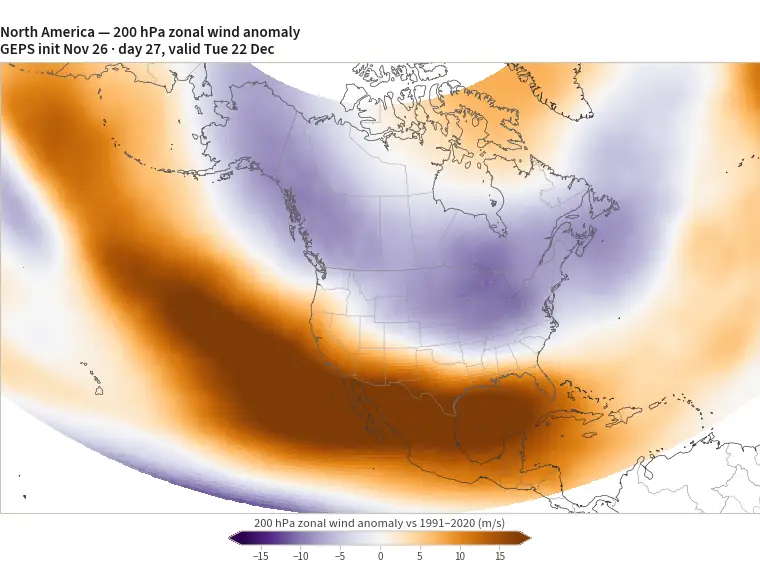 North America — 200 hPa zonal wind anomaly
GEPS init Nov 26 · day 27, valid Tue 22 Dec
200 hPa zonal wind anomaly vs 1991–2020 (m/s)
−15 −10 −5 0 5 10 15